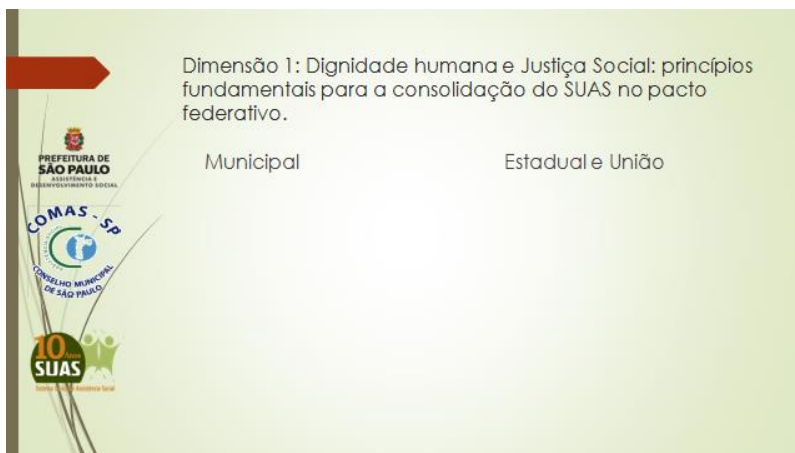 Dimensão 1: Dignidade humana e Justiça Social: princípios
fundamentais para a consolidação do SUAS no pacto
federativo.
Municipal
Estadual e União
PREFEITURA DE
SÃO PAULO
ASSISTÊNCIA E
DESENVOLVIMENTO SOCIAL
COMAS - SP
CONSELHO MUNICIPAL
DE SÃO PAULO
10 Anos
SUAS